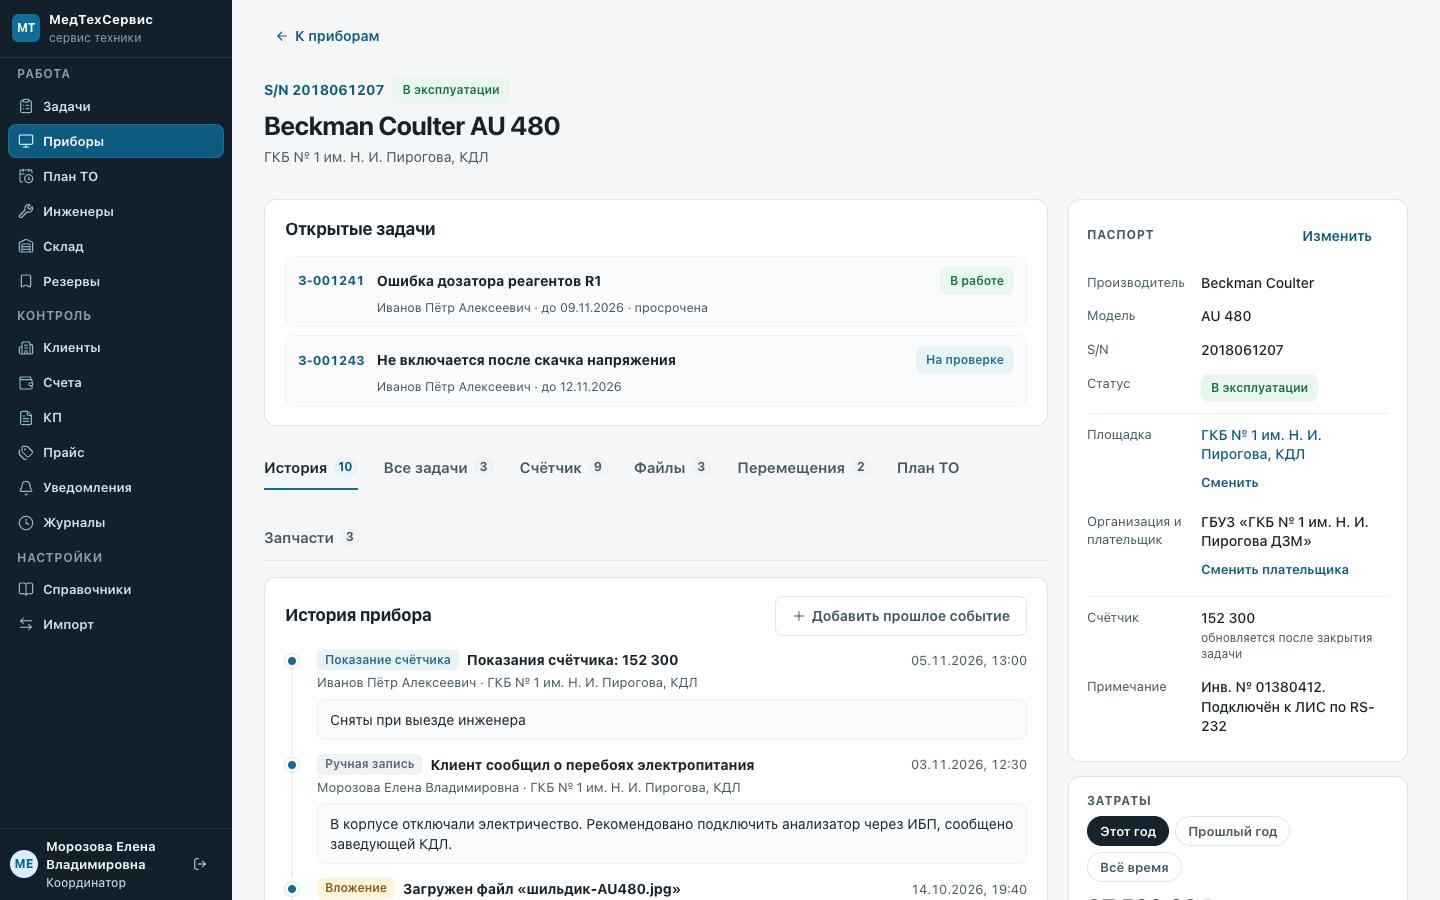 МТ
МедТехСервис
сервис техники
РАБОТА
Задачи
Приборы
План ТО
Инженеры
Склад
Резервы
КОНТРОЛЬ
Клиенты
Счета
КП
Прайс
Уведомления
Журналы
НАСТРОЙКИ
Справочники
Импорт
МЕ
Морозова Елена
Владимировна
Координатор
К приборам
S/N 2018061207 В эксплуатации
Beckman Coulter AU 480
ГКБ № 1 им. Н. И. Пирогова, КДЛ
Открытые задачи
З-001241 Ошибка дозатора реагентов R1 В работе
Иванов Пётр Алексеевич · до 09.11.2026 · просрочена
З-001243 Не включается после скачка напряжения На проверке
Иванов Пётр Алексеевич · до 12.11.2026
История 10 Все задачи 3 Счётчик 9 Файлы 3 Перемещения 2 План ТО
Запчасти 3
История прибора Добавить прошлое событие
Показание счётчика Показания счётчика: 152 300 05.11.2026, 13:00
Иванов Пётр Алексеевич · ГКБ № 1 им. Н. И. Пирогова, КДЛ
Сняты при выезде инженера
Ручная запись Клиент сообщил о перебоях электропитания 03.11.2026, 12:30
Морозова Елена Владимировна · ГКБ № 1 им. Н. И. Пирогова, КДЛ
В корпусе отключали электричество. Рекомендовано подключить анализатор через ИБП, сообщено
заведующей КДЛ.
Вложение Загружен файл «шильдик-AU480.jpg» 14.10.2026, 19:40
ПАСПОРТ Изменить
Производитель Beckman Coulter
Модель AU 480
S/N 2018061207
Статус В эксплуатации
Площадка ГКБ № 1 им. Н. И.
Пирогова, КДЛ
Сменить
Организация и ГБУЗ «ГКБ № 1 им. Н. И.
плательщик Пирогова ДЗМ»
Сменить плательщика
Счётчик 152 300
обновляется после закрытия
задачи
Примечание Инв. № 01380412.
Подключён к ЛИС по RS-
232
ЗАТРАТЫ
Этот год Прошлый год
Всё время